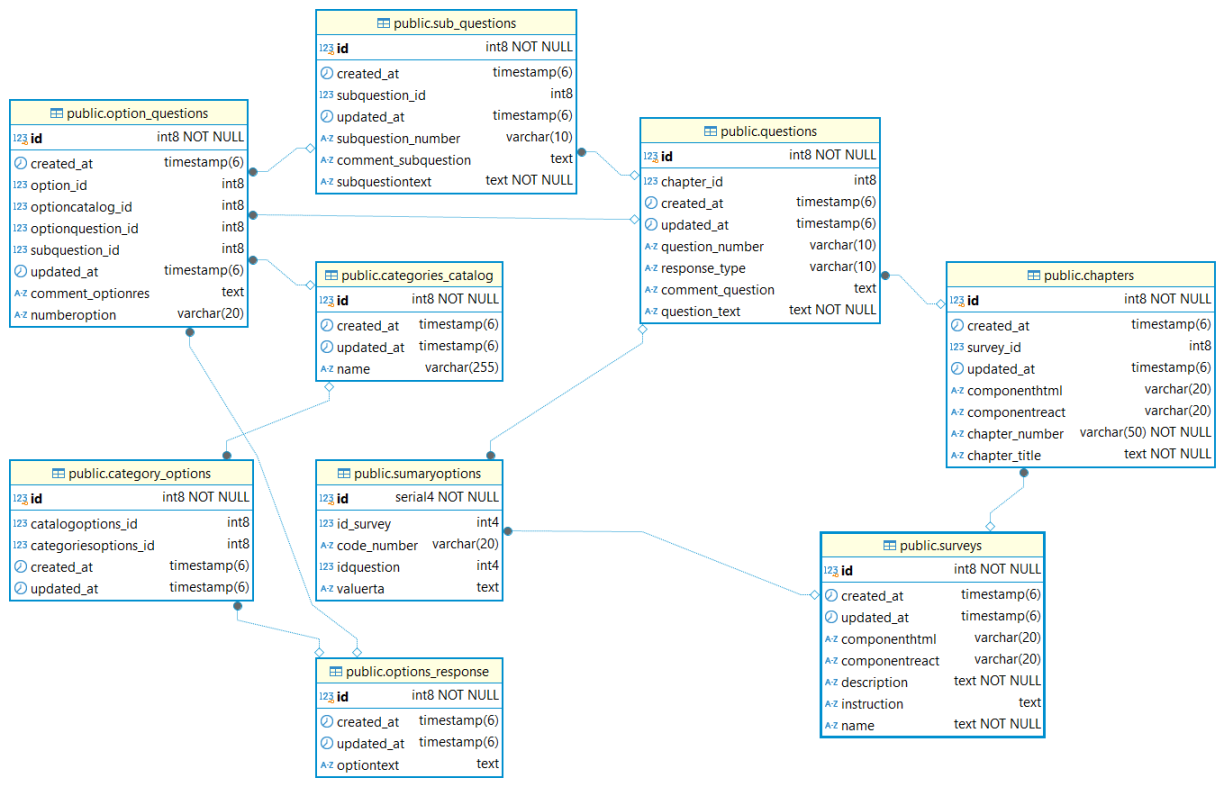 public.sub_questions
123 id int8 NOT NULL
created_at timestamp(6)
123 subquestion_id int8
updated_at timestamp(6)
A-Z subquestion_number varchar(10)
A-Z comment_subquestion text
A-Z subquestiontext text NOT NULL
public.option_questions
123 id int8 NOT NULL
created_at timestamp(6)
123 option_id int8
123 optioncatalog_id int8
123 optionquestion_id int8
123 subquestion_id int8
updated_at timestamp(6)
A-Z comment_optionres text
A-Z numberoption varchar(20)
public.questions
123 id int8 NOT NULL
123 chapter_id int8
created_at timestamp(6)
updated_at timestamp(6)
A-Z question_number varchar(10)
A-Z response_type varchar(10)
A-Z comment_question text
A-Z question_text text NOT NULL
public.categories_catalog
123 id int8 NOT NULL
created_at timestamp(6)
updated_at timestamp(6)
A-Z name varchar(255)
public.chapters
123 id int8 NOT NULL
created_at timestamp(6)
123 survey_id int8
updated_at timestamp(6)
A-Z componenthtml varchar(20)
A-Z componentreact varchar(20)
A-Z chapter_number varchar(50) NOT NULL
A-Z chapter_title text NOT NULL
public.category_options
123 id int8 NOT NULL
123 catalogoptions_id int8
123 categoriesoptions_id int8
created_at timestamp(6)
updated_at timestamp(6)
public.sumaryoptions
123 id serial4 NOT NULL
123 id_survey int4
A-Z code_number varchar(20)
123 idquestion int4
A-Z valuerta text
public.surveys
123 id int8 NOT NULL
created_at timestamp(6)
updated_at timestamp(6)
A-Z componenthtml varchar(20)
A-Z componentreact varchar(20)
A-Z description text NOT NULL
A-Z instruction text
A-Z name text NOT NULL
public.options_response
123 id int8 NOT NULL
created_at timestamp(6)
updated_at timestamp(6)
A-Z optiontext text